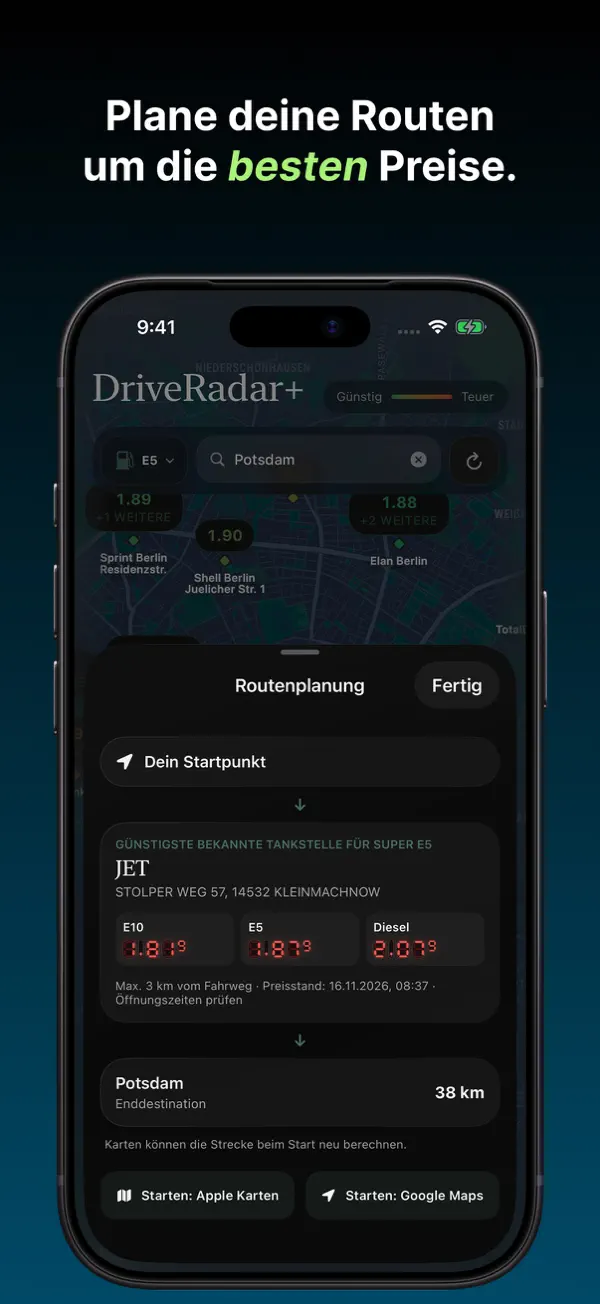 Plane deine Routen
um die besten Preise.
9:41
NIEDERSCHÖNHAUSEN
DriveRadar+
Günstig
Teuer
E5
Potsdam
1.89
+1 WEITERE
1.88
+2 WEITERE
1.90
Sprint Berlin
Residenzstr.
Elan Berlin
Shell Berlin
Juelicher Str. 1
Routenplanung
Fertig
Dein Startpunkt
GÜNSTIGSTE BEKANNTE TANKSTELLE FÜR SUPER E5
JET
STOLPER WEG 57, 14532 KLEINMACHNOW
E10
E5
Diesel
1.819
1.879
2.079
Max. 3 km vom Fahrweg · Preisstand: 16.11.2026, 08:37 ·
Öffnungszeiten prüfen
Potsdam
Enddestination
38 km
Karten können die Strecke beim Start neu berechnen.
Starten: Apple Karten
Starten: Google Maps